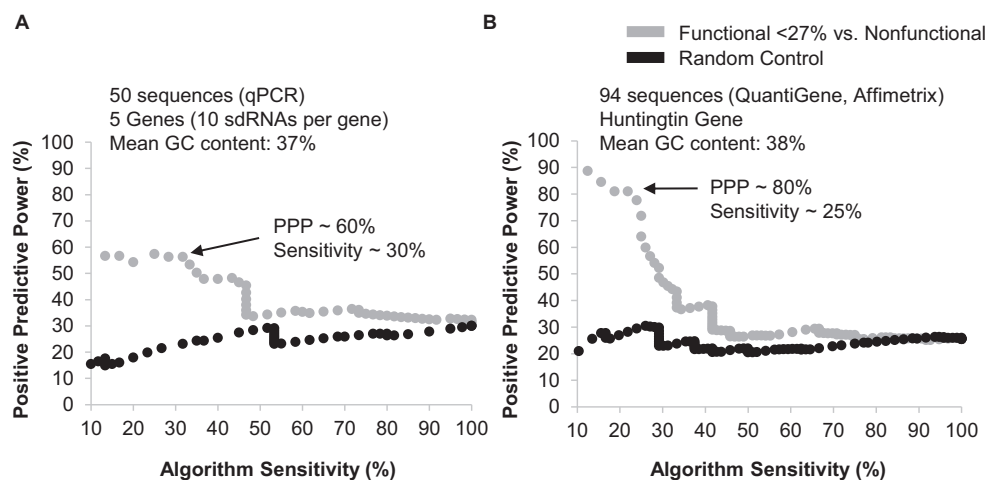 A
50 sequences (qPCR)
5 Genes (10 sdRNAs per gene)
Mean GC content: 37%
Positive Predictive Power (%)
100
90
80
70
60
50
40
30
20
10
0
PPP ~ 60%
Sensitivity ~ 30%
10 20 30 40 50 60 70 80 90 100
Algorithm Sensitivity (%)
B
Functional <27% vs. Nonfunctional
Random Control
94 sequences (QuantiGene, Affimetrix)
Huntingtin Gene
Mean GC content: 38%
Positive Predictive Power (%)
100
90
80
70
60
50
40
30
20
10
0
PPP ~ 80%
Sensitivity ~ 25%
10 20 30 40 50 60 70 80 90 100
Algorithm Sensitivity (%)